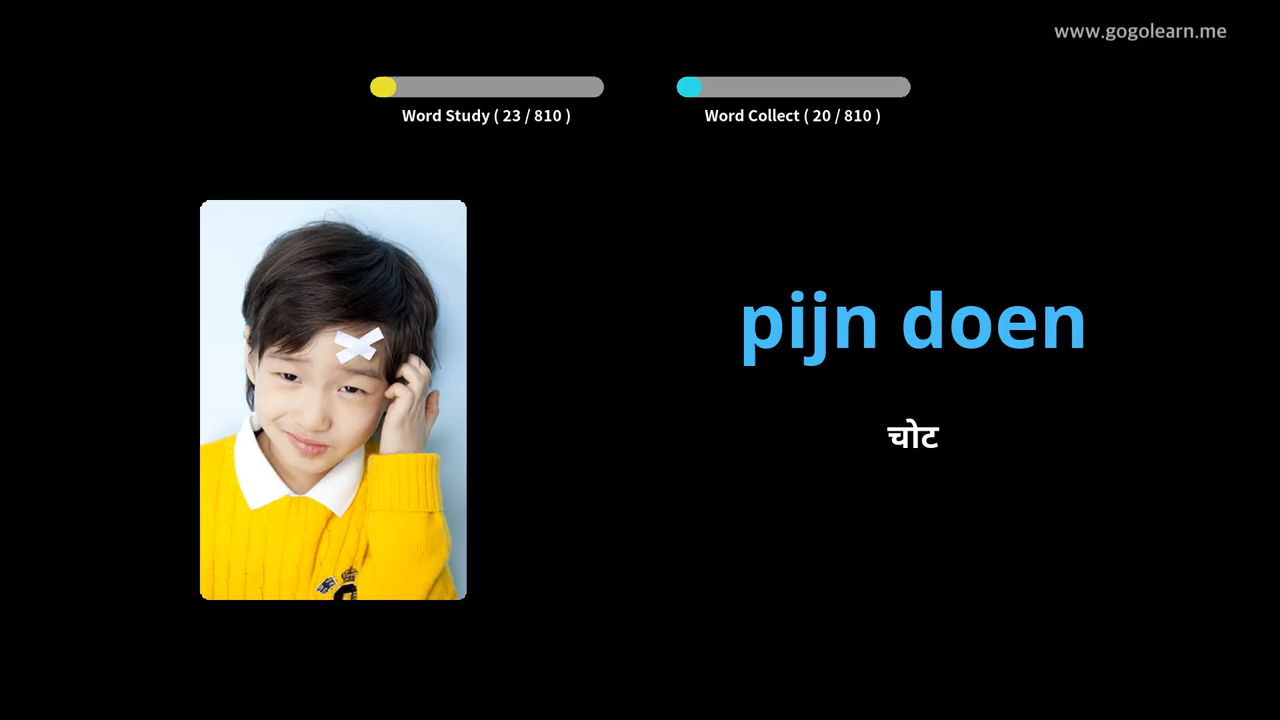 www.gogolearn.me
Word Study ( 23 / 810 )
Word Collect ( 20 / 810 )
pijn doen
चोट